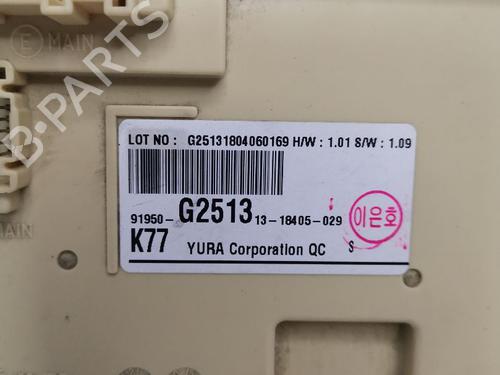 E MAIN
MAIN
LOT NO : G25131804060169 H/W : 1.01 S/W : 1.09
91950- G2513 13-18405-029
K77 YURA Corporation QC S
이은호
B-PARTS